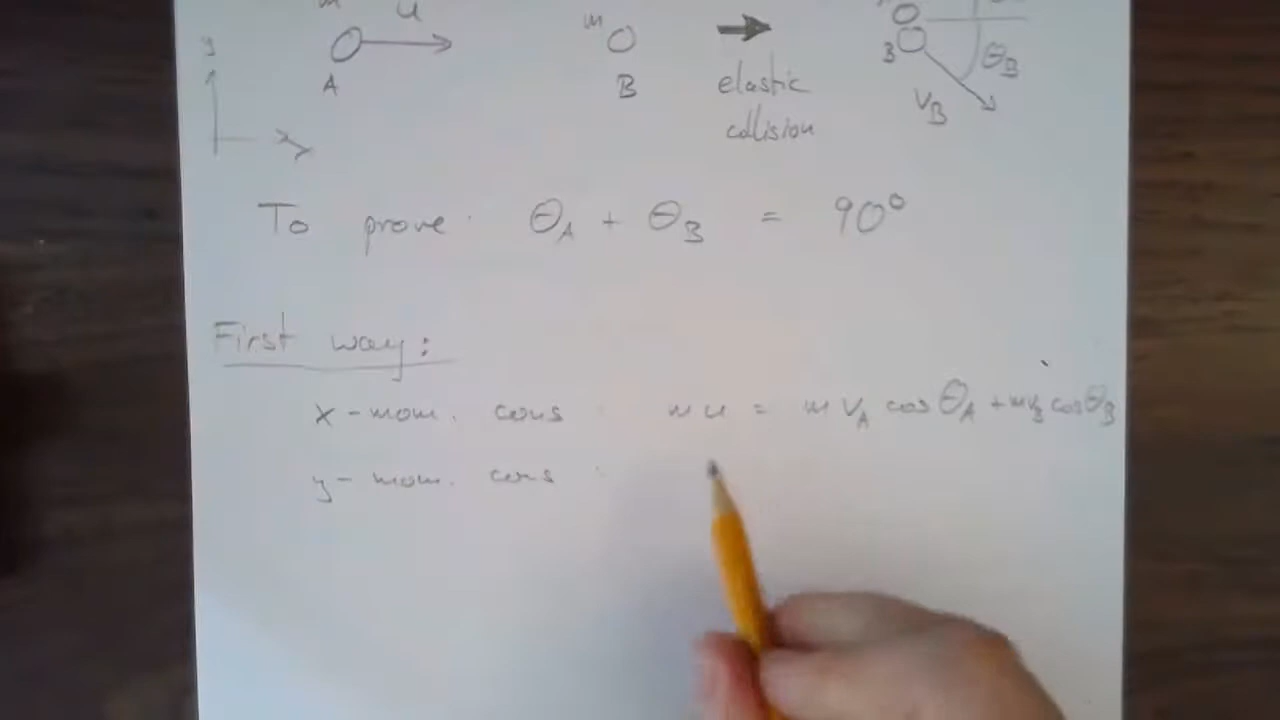 m u m
y A B elastic B θB
x collision vB
To prove: θA + θB = 90°
First way:
x-mom. cons : mu = m vA cos θA + m vB cos θB
y-mom. cons :